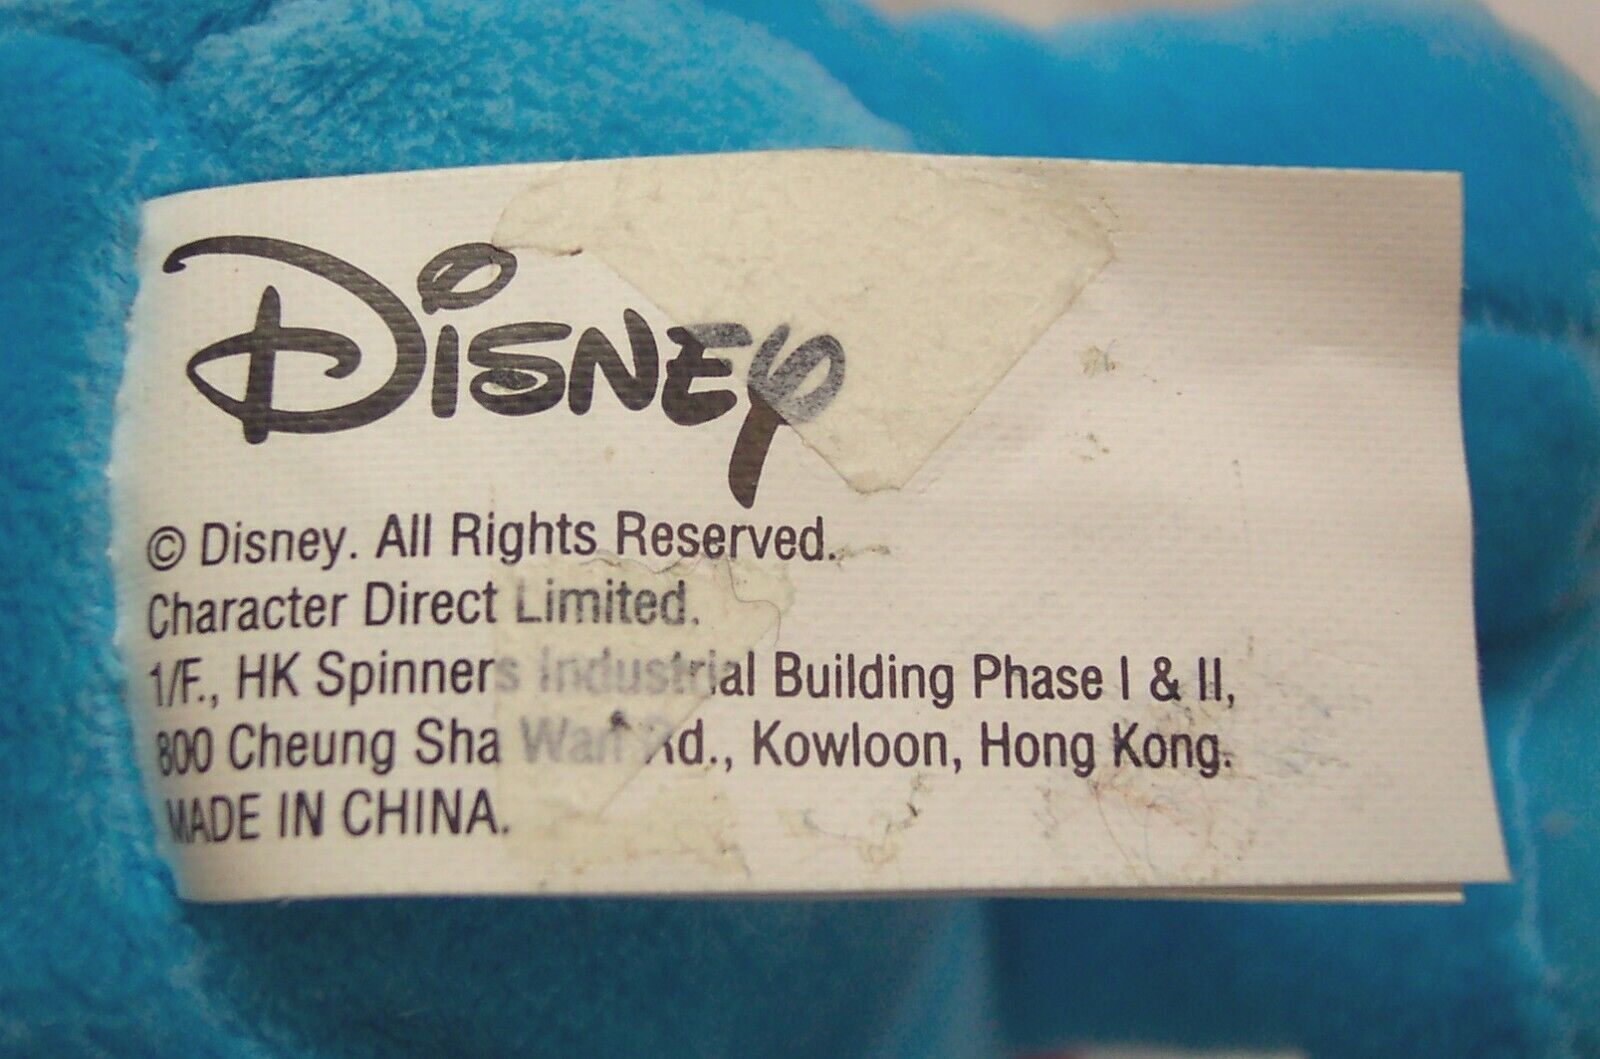 Disney
© Disney. All Rights Reserved.
Character Direct Limited.
1/F., HK Spinners Industrial Building Phase I & II,
800 Cheung Sha Wan Rd., Kowloon, Hong Kong.
MADE IN CHINA.